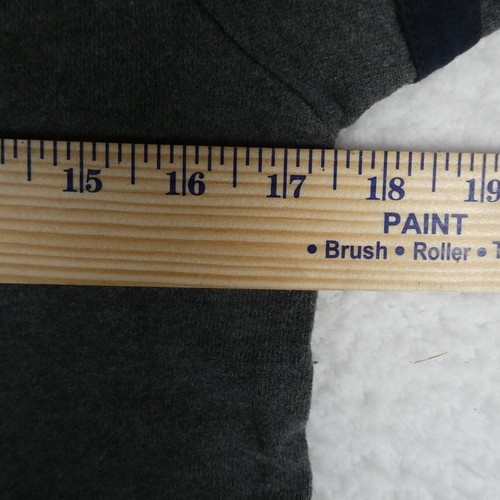 15 16 17 18 19
PAINT
• Brush • Roller •